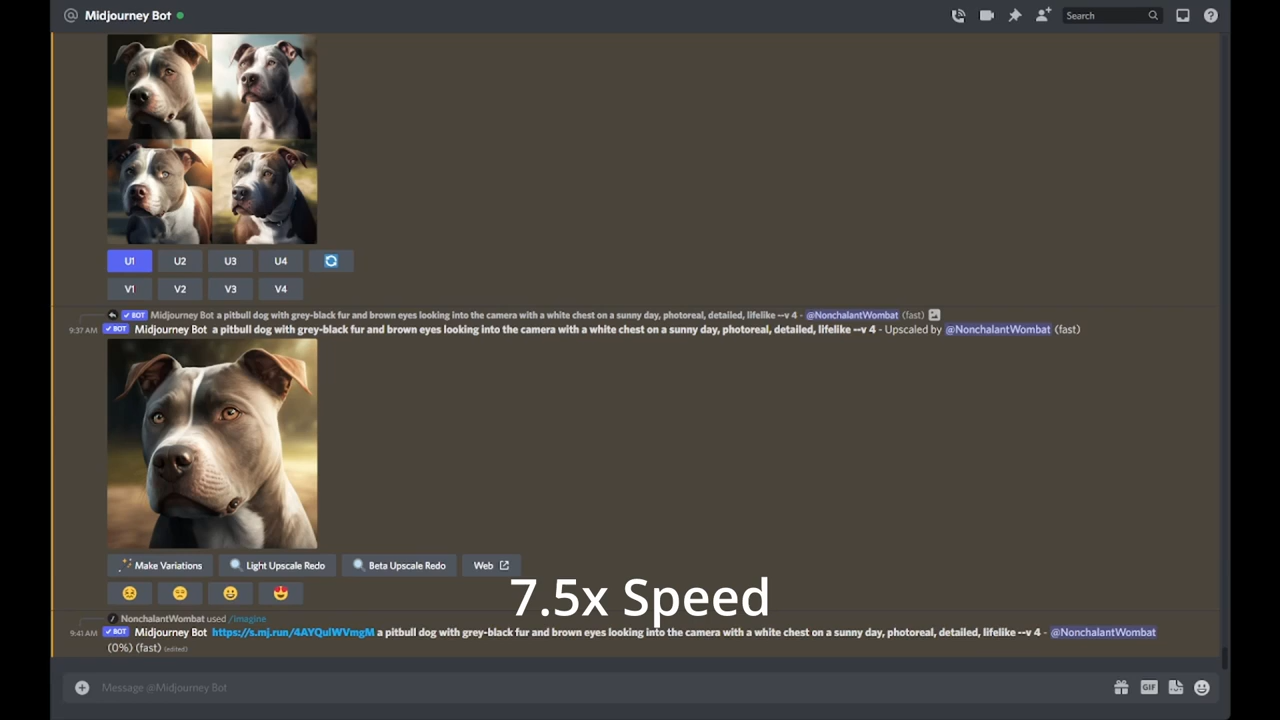 Midjourney Bot
Search
U1 U2 U3 U4
V1 V2 V3 V4
BOT Midjourney Bot a pitbull dog with grey-black fur and brown eyes looking into the camera with a white chest on a sunny day, photoreal, detailed, lifelike --v 4 - @NonchalantWombat (fast)
9:37 AM BOT Midjourney Bot a pitbull dog with grey-black fur and brown eyes looking into the camera with a white chest on a sunny day, photoreal, detailed, lifelike --v 4 - Upscaled by @NonchalantWombat (fast)
Make Variations Light Upscale Redo Beta Upscale Redo Web
7.5x Speed
NonchalantWombat used /imagine
9:41 AM BOT Midjourney Bot https://s.mj.run/4AYQulWVmgM a pitbull dog with grey-black fur and brown eyes looking into the camera with a white chest on a sunny day, photoreal, detailed, lifelike --v 4 - @NonchalantWombat
(0%) (fast) (edited)
Message @Midjourney Bot
GIF